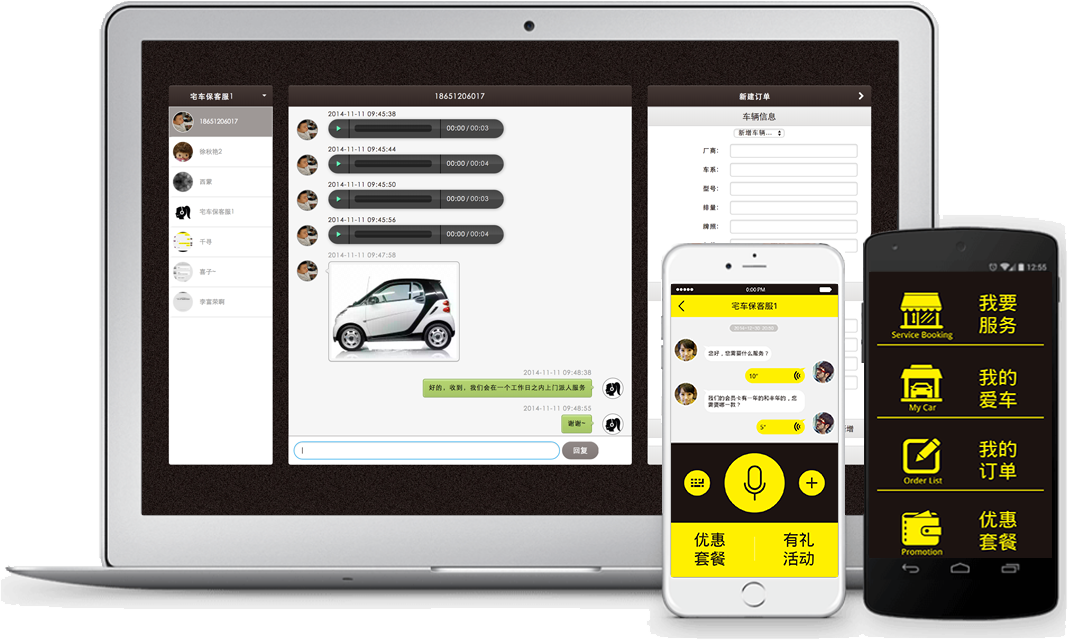 宅车保客服1
18651206017
徐秋艳2
西蒙
宅车保客服1
千寻
喜子~
李富荣啊
18651206017
2014-11-11 09:45:38
00:00/00:03
2014-11-11 09:45:44
00:00/00:04
2014-11-11 09:45:50
00:00/00:03
2014-11-11 09:45:56
00:00/00:04
2014-11-11 09:47:58
2014-11-11 09:48:38
好的，收到，我们会在一个工作日之内上门派人服务
2014-11-11 09:48:55
谢谢~
回复
新建订单
车辆信息
新增车辆...
厂商：
车系：
型号：
排量：
牌照：
增
0:00 PM
宅车保客服1
您好，您需要什么服务？
10"
我们的会员卡有一年的和半年的，您
需要哪一款？
5"
优惠
套餐
有礼
活动
12:55
Service Booking
我要
服务
My Car
我的
爱车
Order List
我的
订单
Promotion
优惠
套餐